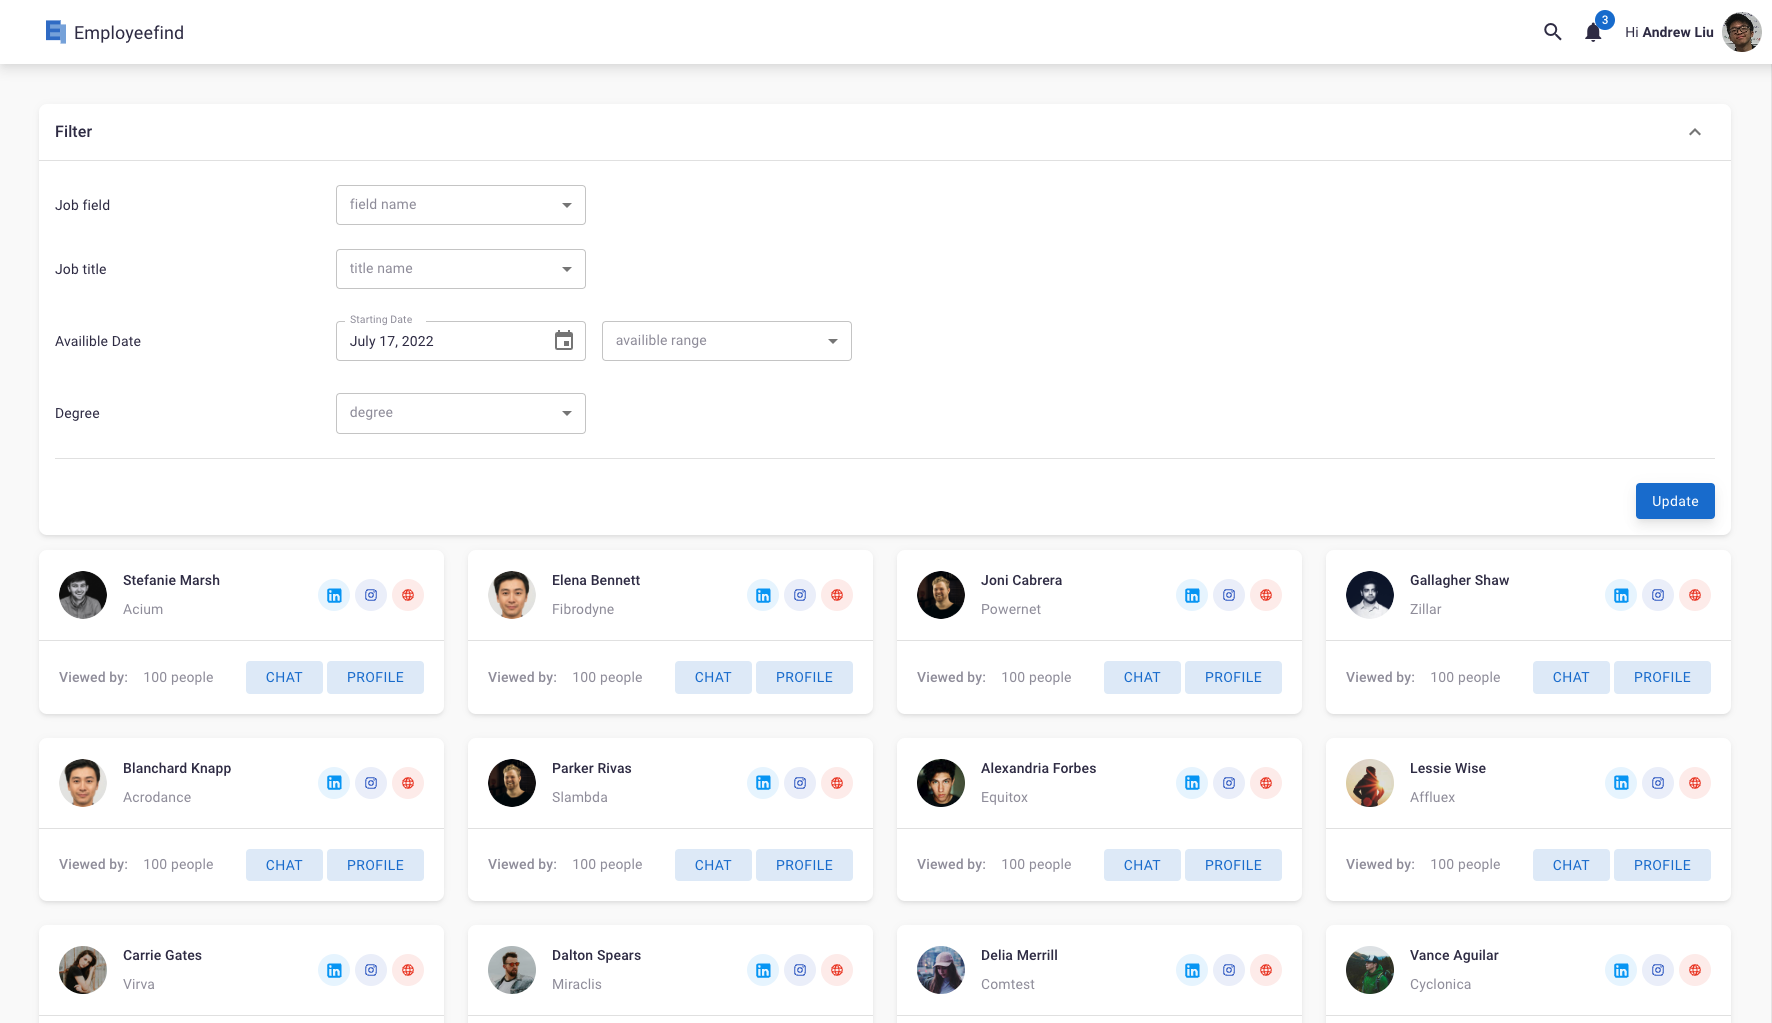 Employeefind
3
Hi Andrew Liu
Filter
Job field
field name
Job title
title name
Starting Date
Availible Date
July 17, 2022
availible range
Degree
degree
Update
Stefanie Marsh
Acium
Viewed by: 100 people CHAT PROFILE
Elena Bennett
Fibrodyne
Viewed by: 100 people CHAT PROFILE
Joni Cabrera
Powernet
Viewed by: 100 people CHAT PROFILE
Gallagher Shaw
Zillar
Viewed by: 100 people CHAT PROFILE
Blanchard Knapp
Acrodance
Viewed by: 100 people CHAT PROFILE
Parker Rivas
Slambda
Viewed by: 100 people CHAT PROFILE
Alexandria Forbes
Equitox
Viewed by: 100 people CHAT PROFILE
Lessie Wise
Affluex
Viewed by: 100 people CHAT PROFILE
Carrie Gates
Virva
Dalton Spears
Miraclis
Delia Merrill
Comtest
Vance Aguilar
Cyclonica